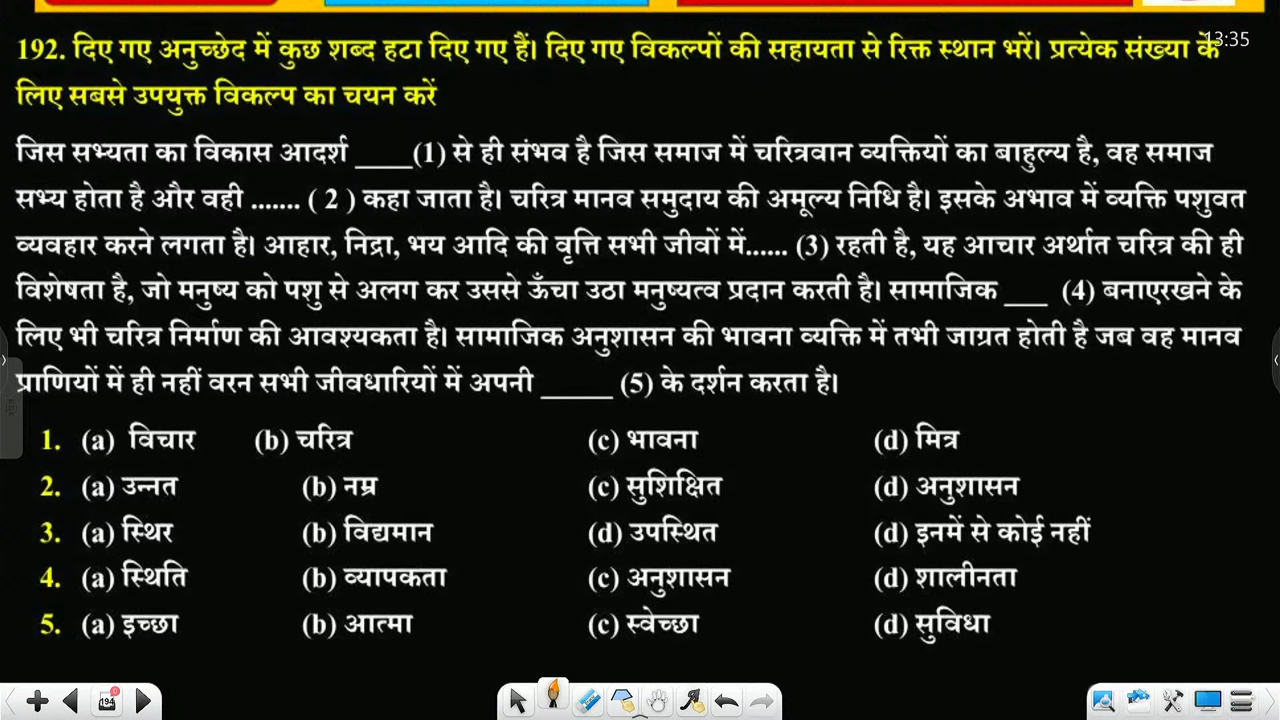 13:35
192. दिए गए अनुच्छेद में कुछ शब्द हटा दिए गए हैं। दिए गए विकल्पों की सहायता से रिक्त स्थान भरें। प्रत्येक संख्या के
लिए सबसे उपयुक्त विकल्प का चयन करें
जिस सभ्यता का विकास आदर्श ____(1) से ही संभव है जिस समाज में चरित्रवान व्यक्तियों का बाहुल्य है, वह समाज
सभ्य होता है और वही ....... ( 2 ) कहा जाता है। चरित्र मानव समुदाय की अमूल्य निधि है। इसके अभाव में व्यक्ति पशुवत
व्यवहार करने लगता है। आहार, निद्रा, भय आदि की वृत्ति सभी जीवों में...... (3) रहती है, यह आचार अर्थात चरित्र की ही
विशेषता है, जो मनुष्य को पशु से अलग कर उससे ऊँचा उठा मनुष्यत्व प्रदान करती है। सामाजिक ___ (4) बनाएरखने के
लिए भी चरित्र निर्माण की आवश्यकता है। सामाजिक अनुशासन की भावना व्यक्ति में तभी जाग्रत होती है जब वह मानव
प्राणियों में ही नहीं वरन सभी जीवधारियों में अपनी _____ (5) के दर्शन करता है।
1. (a) विचार (b) चरित्र (c) भावना (d) मित्र
2. (a) उन्नत (b) नम्र (c) सुशिक्षित (d) अनुशासन
3. (a) स्थिर (b) विद्यमान (d) उपस्थित (d) इनमें से कोई नहीं
4. (a) स्थिति (b) व्यापकता (c) अनुशासन (d) शालीनता
5. (a) इच्छा (b) आत्मा (c) स्वेच्छा (d) सुविधा
194 0